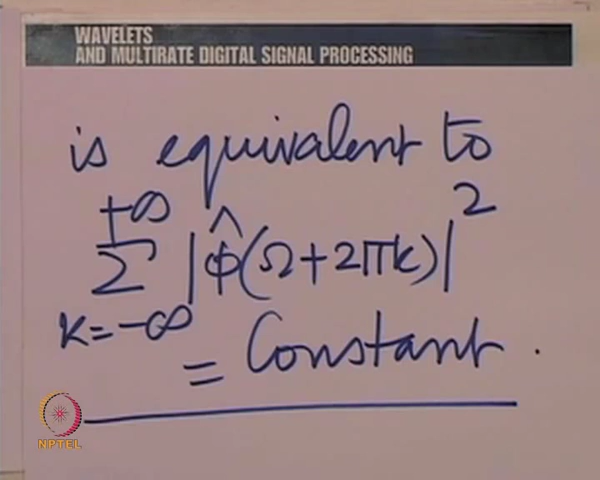 WAVELETS
AND MULTIRATE DIGITAL SIGNAL PROCESSING
is equivalent to
+∞
∑ |φ̂(Ω+2πk)|²
k=-∞
= Constant.
NPTEL